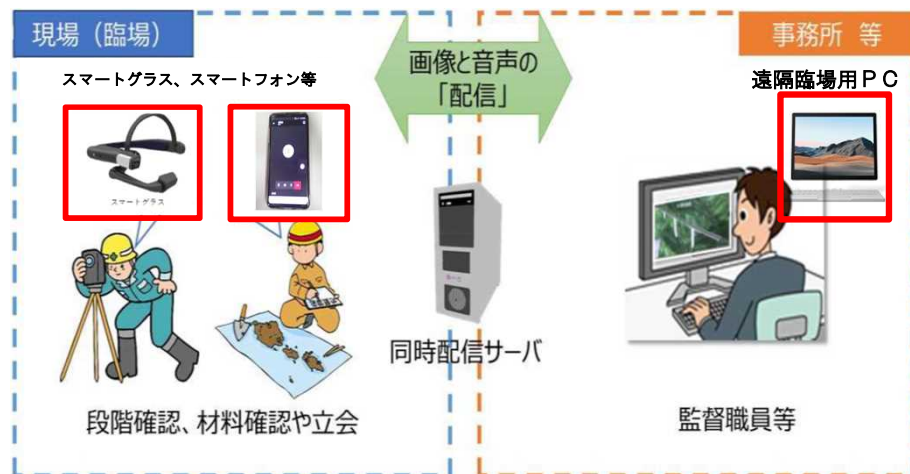 現場（臨場）
事務所 等
画像と音声の
「配信」
スマートグラス、スマートフォン等
遠隔臨場用ＰＣ
スマートグラス
同時配信サーバ
段階確認、材料確認や立会
監督職員等